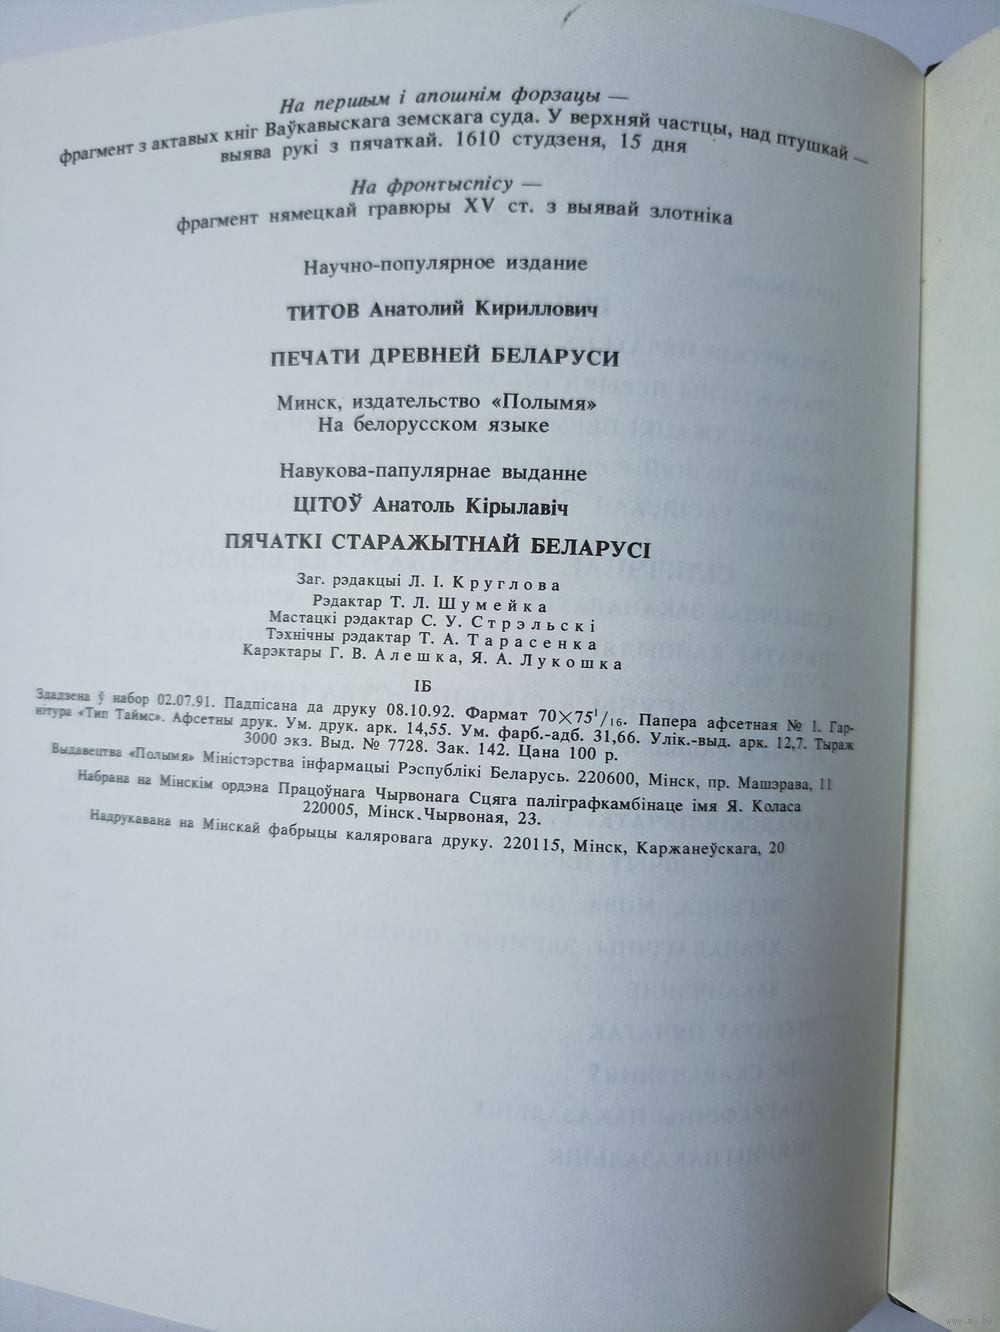 На першым і апошнім форзацы —
фрагмент з актавых кніг Ваўкавыскага земскага суда. У верхняй частцы, над птушкай —
выява рукі з пячаткай. 1610 студзеня, 15 дня
На фронтыспісу —
фрагмент нямецкай гравюры XV ст. з выявай злотніка
Научно-популярное издание
ТИТОВ Анатолий Кириллович
ПЕЧАТИ ДРЕВНЕЙ БЕЛАРУСИ
Минск, издательство «Полымя»
На белорусском языке
Навукова-папулярнае выданне
ЦІТОЎ Анатоль Кірылавіч
ПЯЧАТКІ СТАРАЖЫТНАЙ БЕЛАРУСІ
Заг. рэдакцыі Л. І. Круглова
Рэдактар Т. Л. Шумейка
Мастацкі рэдактар С. У. Стрэльскі
Тэхнічны рэдактар Т. А. Тарасенка
Карэктары Г. В. Алешка, Я. А. Лукошка
ІБ
Здадзена ў набор 02.07.91. Падпісана да друку 08.10.92. Фармат 70×75¹/₁₆. Папера афсетная № 1. Гар-
нітура «Тып Таймс». Афсетны друк. Ум. друк. арк. 14,55. Ум. фарб.-адб. 31,66. Улік.-выд. арк. 12,7. Тыраж
3000 экз. Выд. № 7728. Зак. 142. Цана 100 р.
Выдавецтва «Полымя» Міністэрства інфармацыі Рэспублікі Беларусь. 220600, Мінск, пр. Машэрава, 11
Набрана на Мінскім ордэна Працоўнага Чырвонага Сцяга паліграфкамбінаце імя Я. Коласа
220005, Мінск. Чырвоная, 23.
Надрукавана на Мінскай фабрыцы каляровага друку. 220115, Мінск, Каржанеўскага, 20
www.ay.by